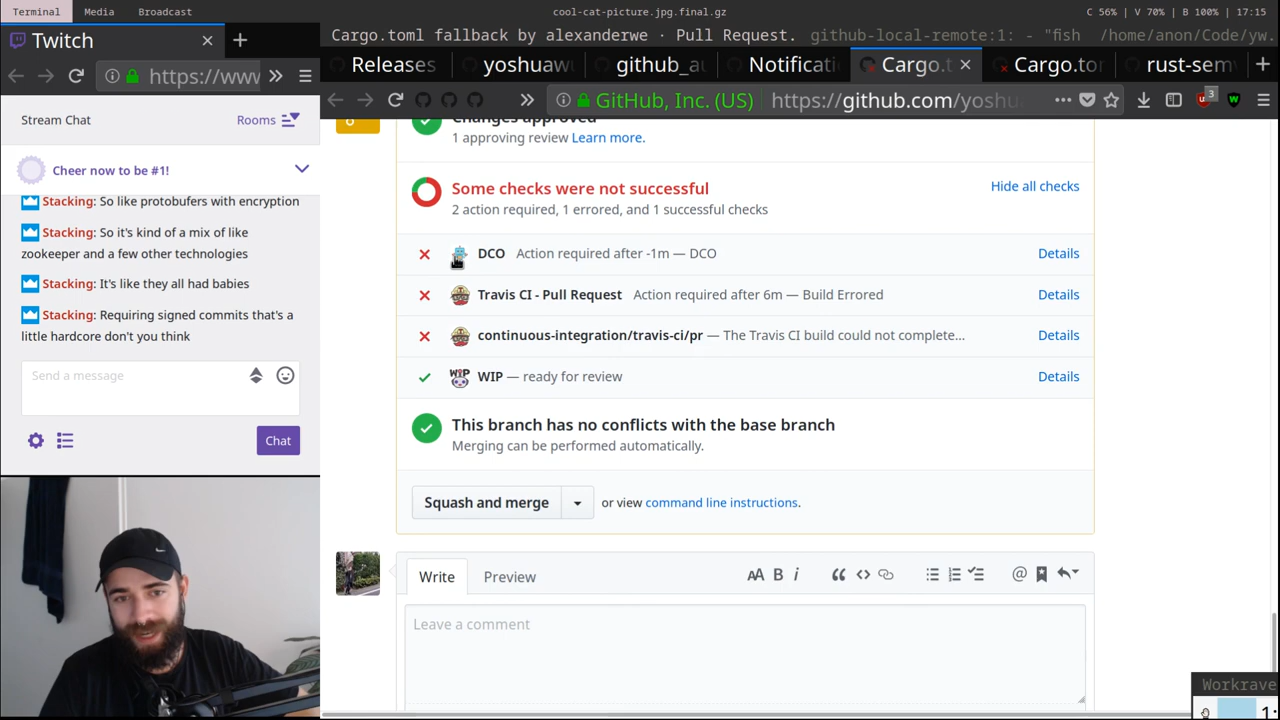 Terminal Media Broadcast
cool-cat-picture.jpg.final.gz
C 56% | V 70% | B 100% | 17:15
Twitch
https://www
Stream Chat
Rooms
Cheer now to be #1!
Stacking: So like protobufers with encryption
Stacking: So it's kind of a mix of like
zookeeper and a few other technologies
Stacking: It's like they all had babies
Stacking: Requiring signed commits that's a
little hardcore don't you think
Send a message
Chat
Cargo.toml fallback by alexanderwe · Pull Request.
github-local-remote:1: - "fish /home/anon/Code/yw.
Releases
yoshuaw
github_au
Notificati
Cargo.t
Cargo.tor
rust-sem
GitHub, Inc. (US)
https://github.com/yoshu
3
Changes approved
1 approving review Learn more.
Some checks were not successful
2 action required, 1 errored, and 1 successful checks
Hide all checks
DCO Action required after -1m — DCO
Details
Travis CI - Pull Request Action required after 6m — Build Errored
Details
continuous-integration/travis-ci/pr — The Travis CI build could not complete…
Details
WIP — ready for review
Details
This branch has no conflicts with the base branch
Merging can be performed automatically.
Squash and merge
or view command line instructions.
Write
Preview
Leave a comment
Workrave
1: